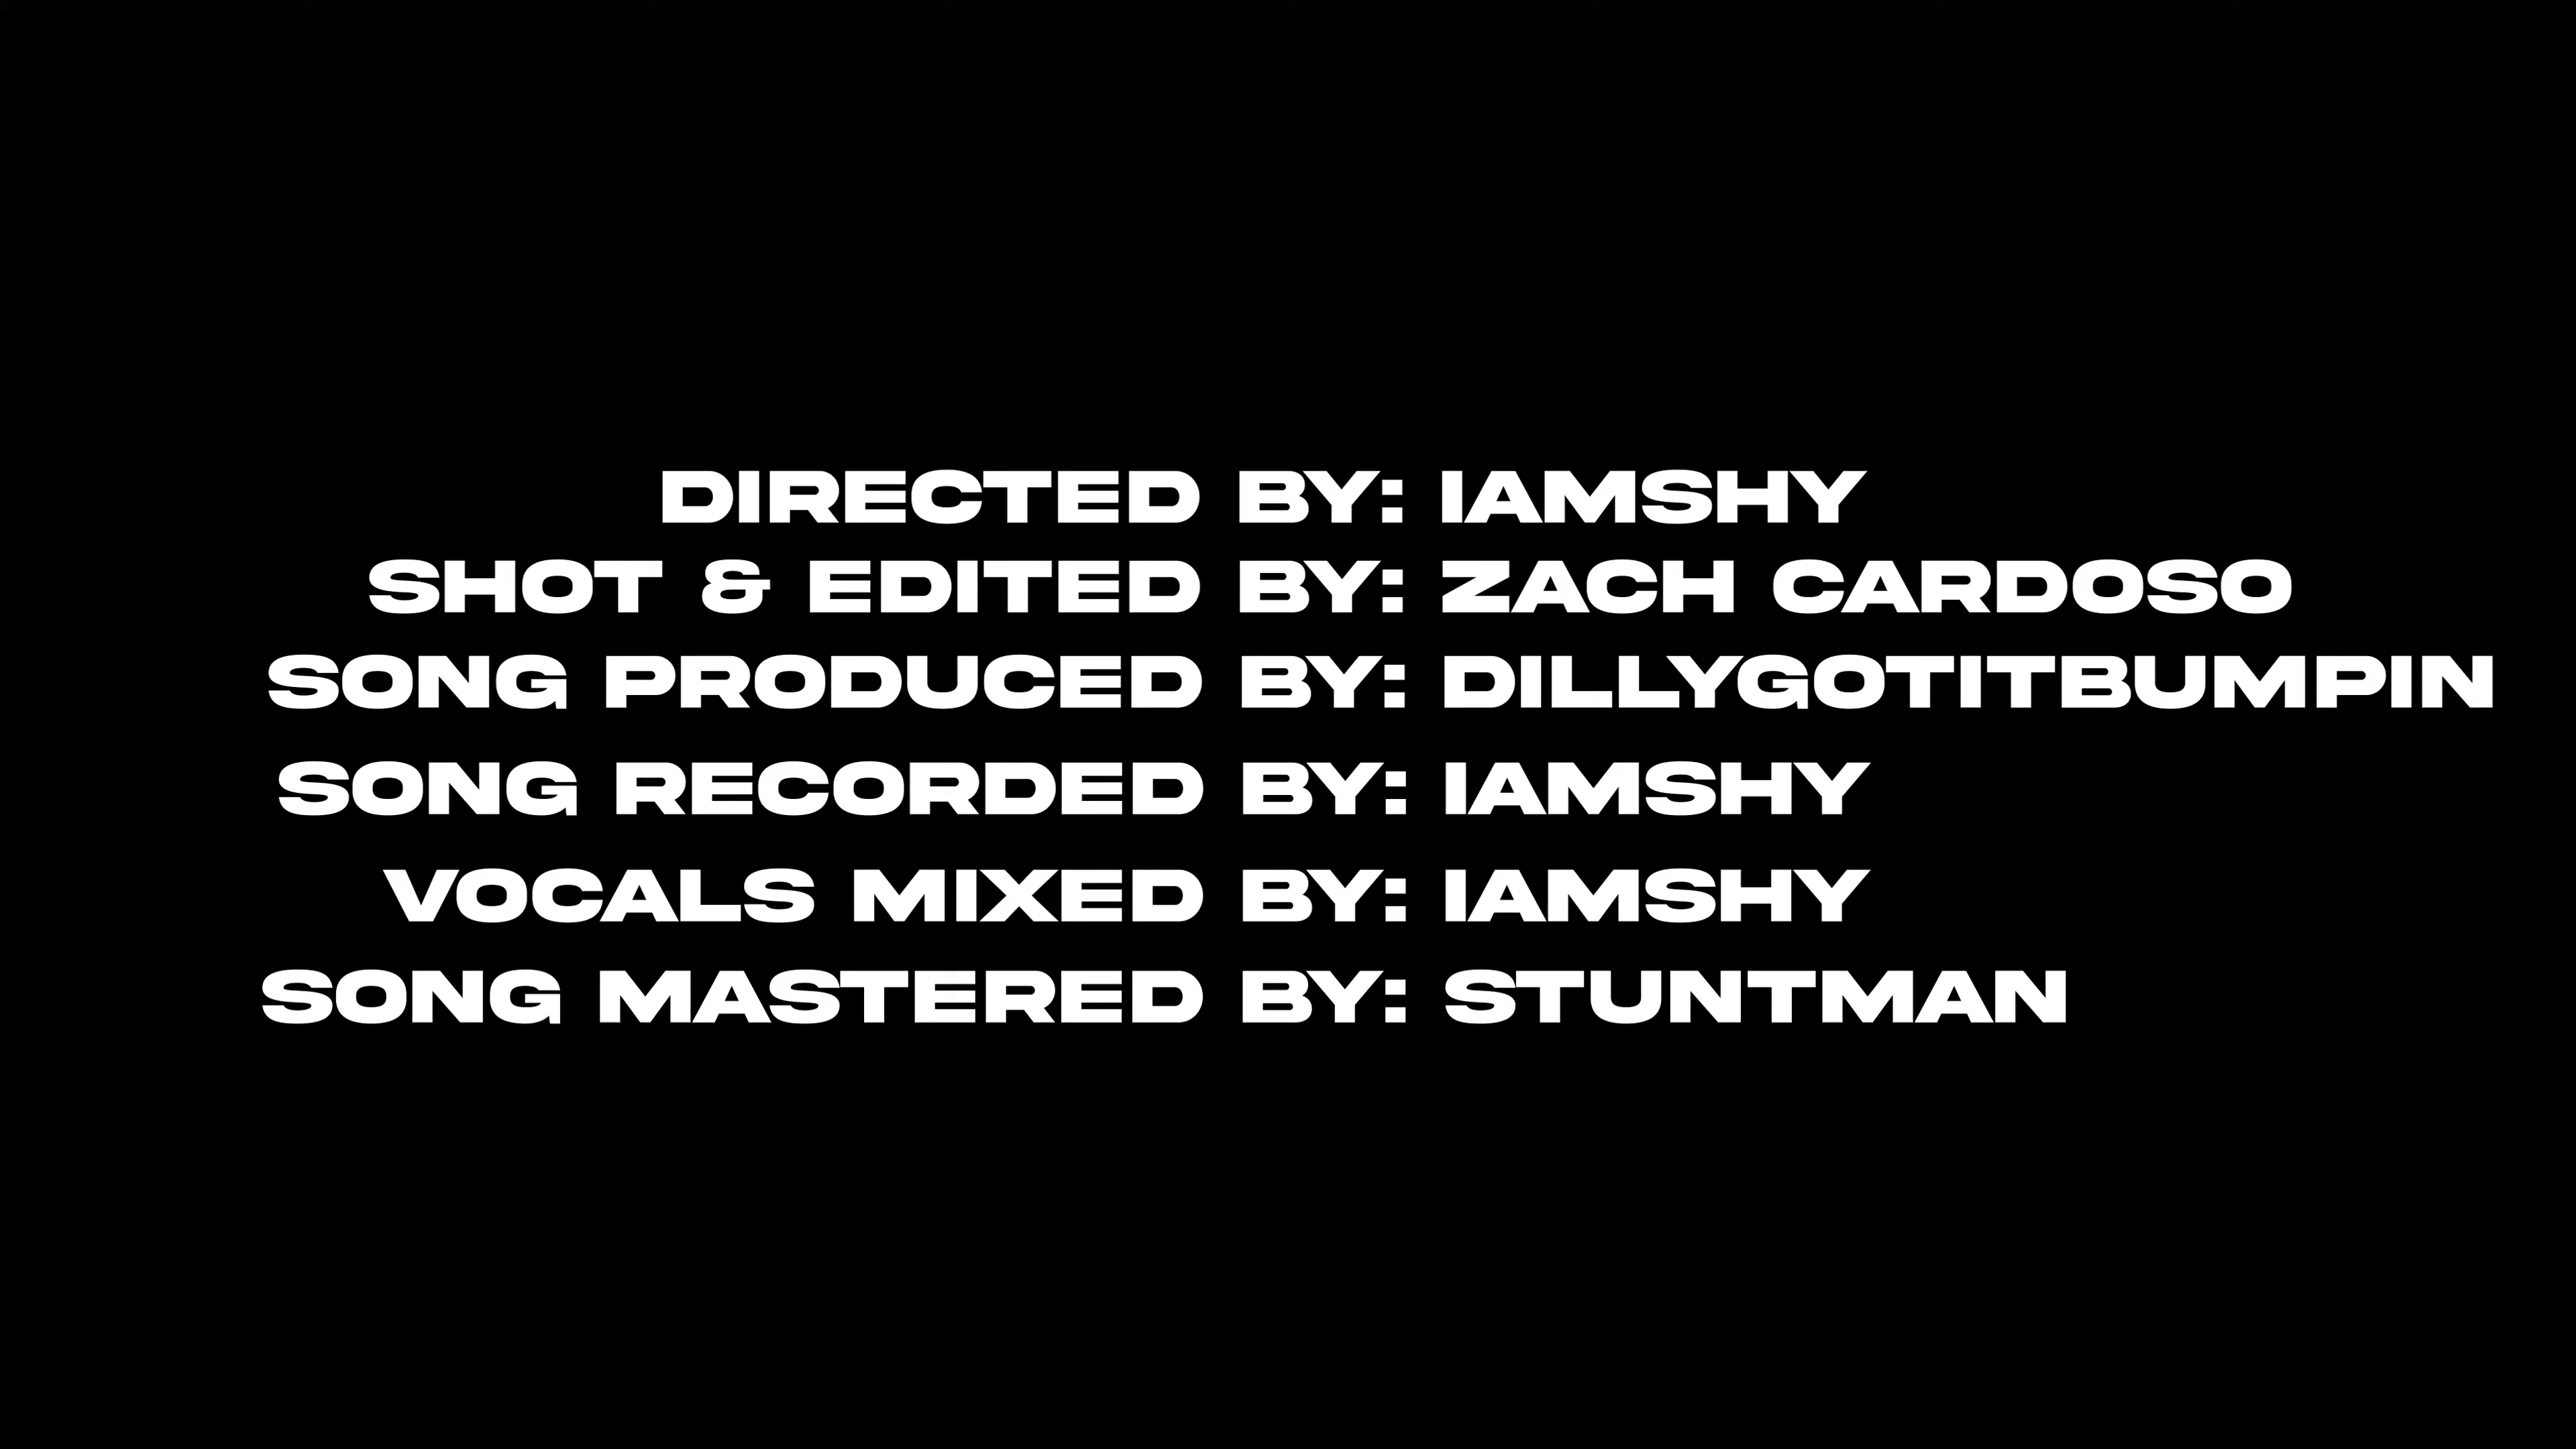 DIRECTED BY: IAMSHY
SHOT & EDITED BY: ZACH CARDOSO
SONG PRODUCED BY: DILLYGOTITBUMPIN
SONG RECORDED BY: IAMSHY
VOCALS MIXED BY: IAMSHY
SONG MASTERED BY: STUNTMAN